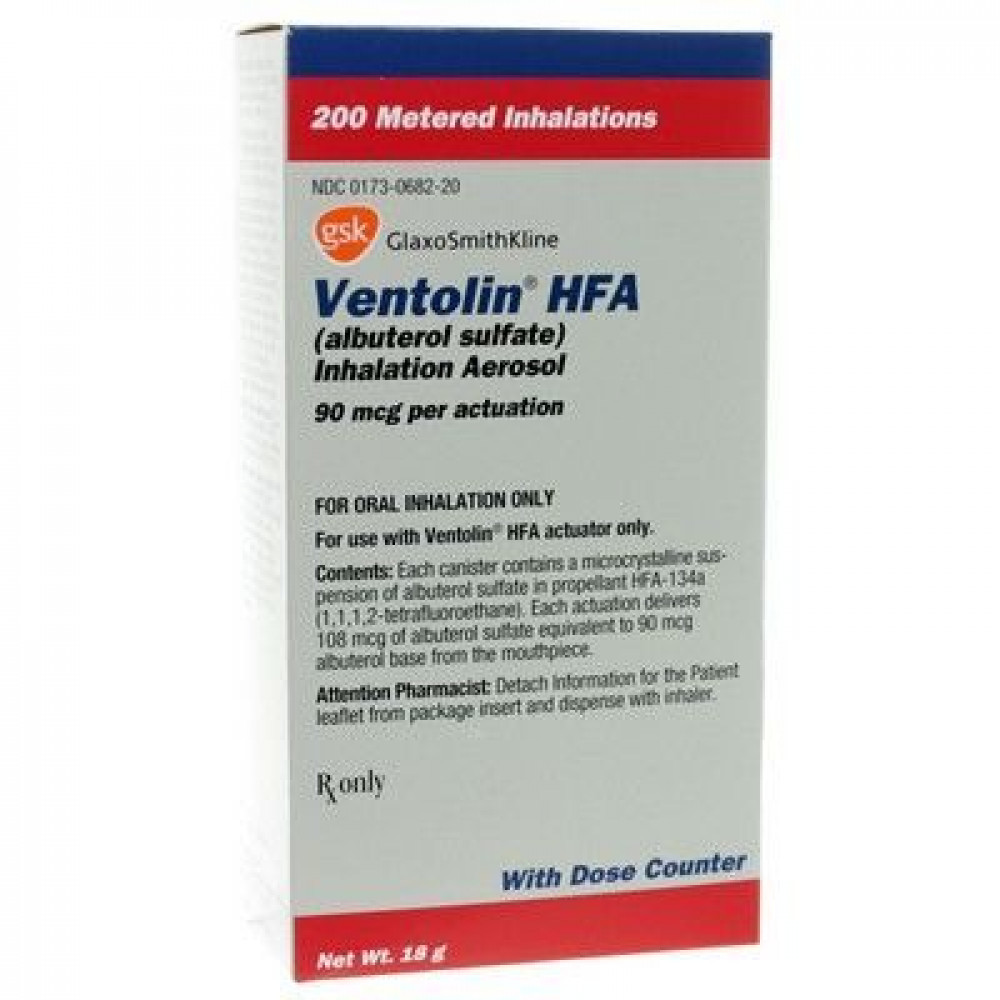 200 Metered Inhalations
NDC 0173-0682-20
gsk GlaxoSmithKline
Ventolin® HFA
(albuterol sulfate)
Inhalation Aerosol
90 mcg per actuation
FOR ORAL INHALATION ONLY
For use with Ventolin® HFA actuator only.
Contents: Each canister contains a microcrystalline sus-
pension of albuterol sulfate in propellant HFA-134a
(1,1,1,2-tetrafluoroethane). Each actuation delivers
108 mcg of albuterol sulfate equivalent to 90 mcg
albuterol base from the mouthpiece.
Attention Pharmacist: Detach Information for the Patient
leaflet from package insert and dispense with inhaler.
Rx only
With Dose Counter
Net Wt. 18 g